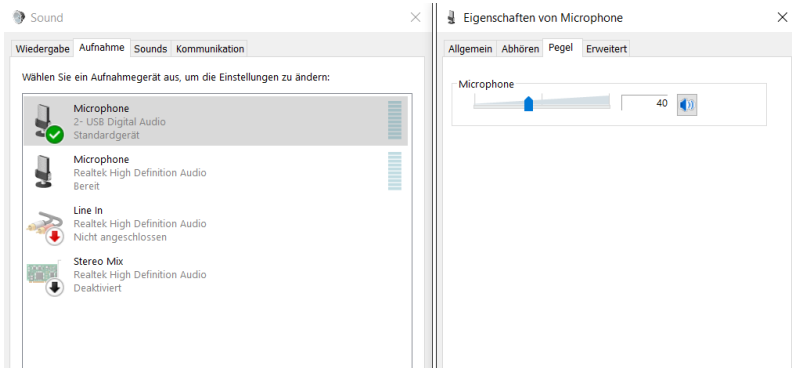 Sound
Wiedergabe Aufnahme Sounds Kommunikation
Wählen Sie ein Aufnahmegerät aus, um die Einstellungen zu ändern:
Microphone
2- USB Digital Audio
Standardgerät
Microphone
Realtek High Definition Audio
Bereit
Line In
Realtek High Definition Audio
Nicht angeschlossen
Stereo Mix
Realtek High Definition Audio
Deaktiviert
Eigenschaften von Microphone
Allgemein Abhören Pegel Erweitert
Microphone
40